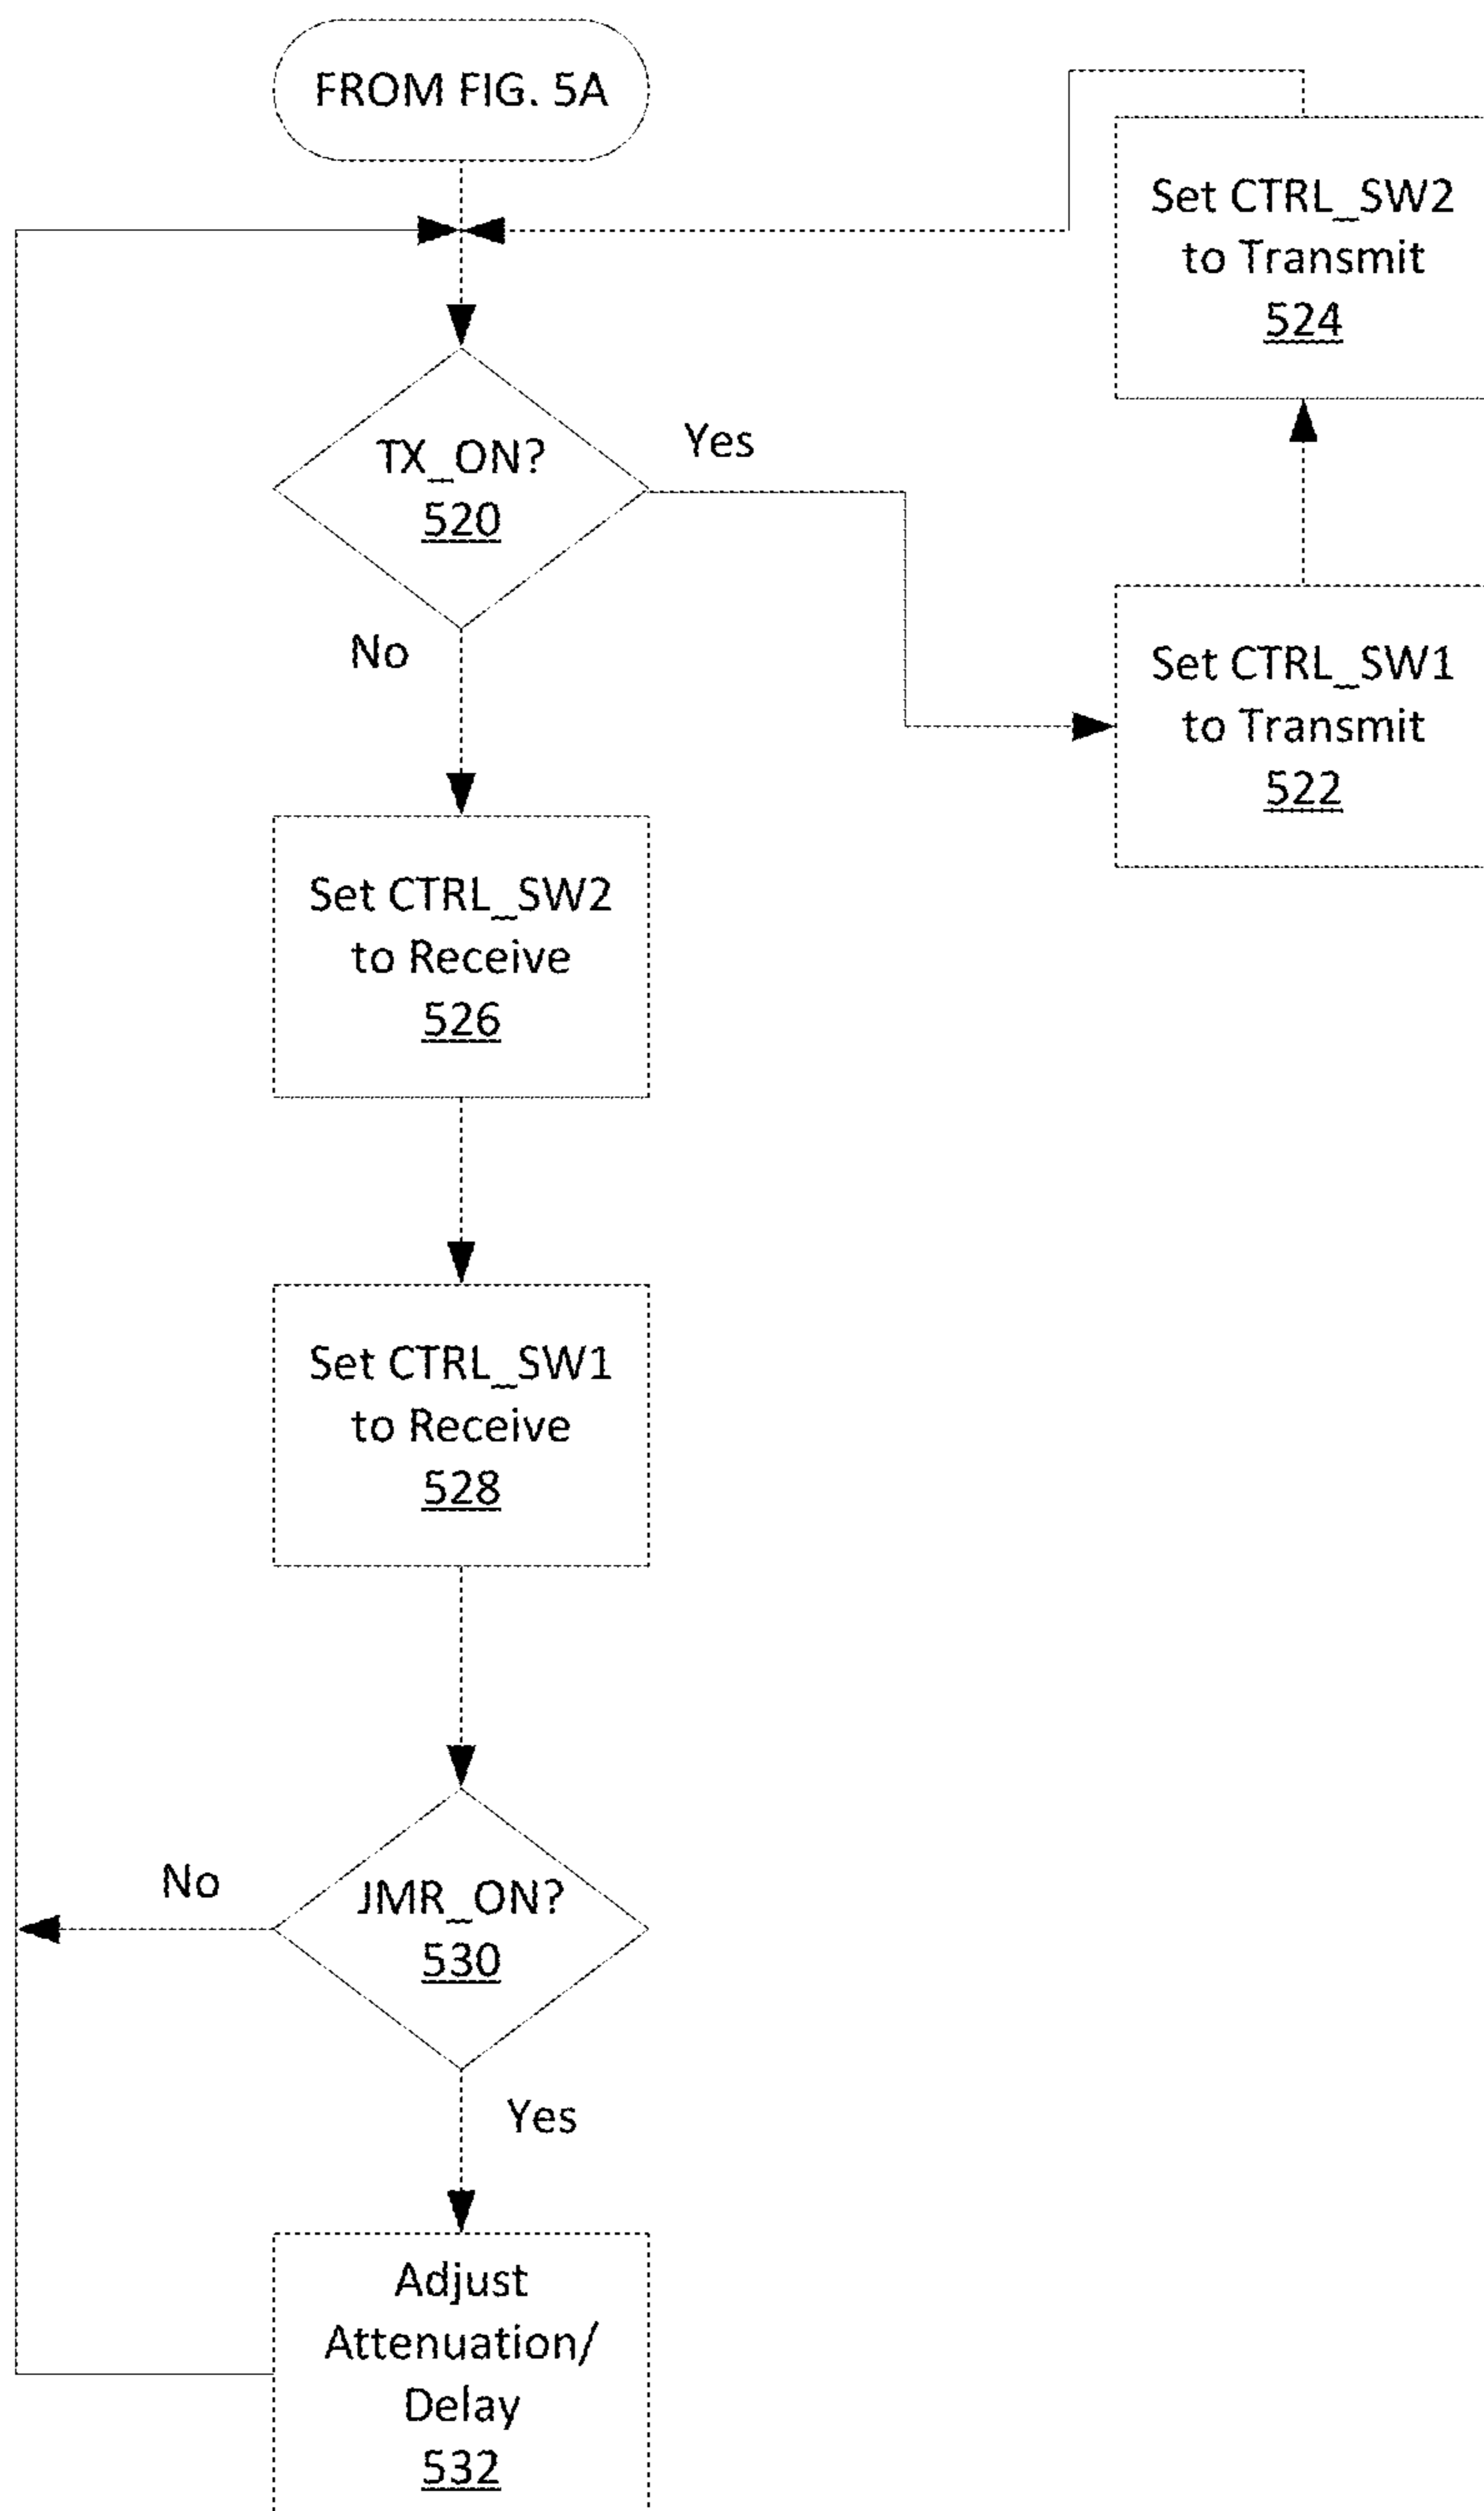 FROM FIG. 5A
Set CTRL_SW2
to Transmit
524
TX_ON?
520
Yes
No
Set CTRL_SW1
to Transmit
522
Set CTRL_SW2
to Receive
526
Set CTRL_SW1
to Receive
528
No
JMR_ON?
530
Yes
Adjust
Attenuation/
Delay
532